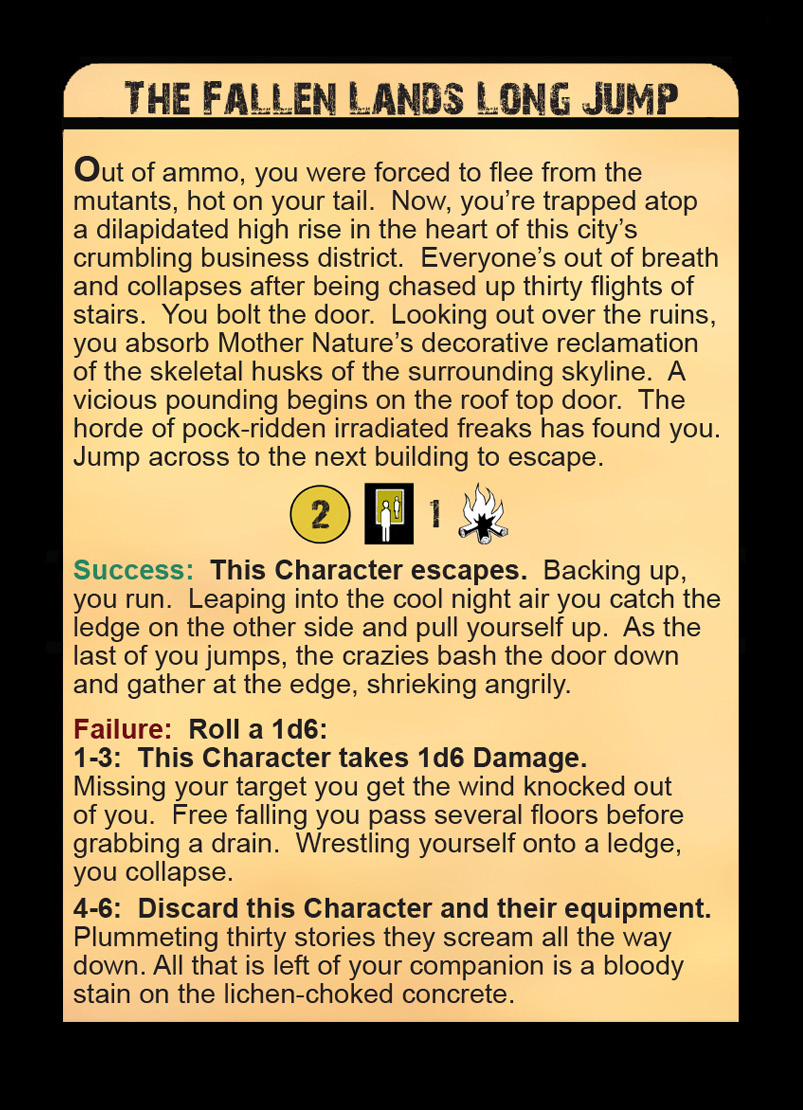 The Fallen Lands Long Jump
Out of ammo, you were forced to flee from the
mutants, hot on your tail.  Now, you're trapped atop
a dilapidated high rise in the heart of this city's
crumbling business district.  Everyone's out of breath
and collapses after being chased up thirty flights of
stairs.  You bolt the door.  Looking out over the ruins,
you absorb Mother Nature's decorative reclamation
of the skeletal husks of the surrounding skyline.  A
vicious pounding begins on the roof top door.  The
horde of pock-ridden irradiated freaks has found you.
Jump across to the next building to escape.
2 1
Success:  This Character escapes.  Backing up,
you run.  Leaping into the cool night air you catch the
ledge on the other side and pull yourself up.  As the
last of you jumps, the crazies bash the door down
and gather at the edge, shrieking angrily.
Failure:  Roll a 1d6:
1-3:  This Character takes 1d6 Damage.
Missing your target you get the wind knocked out
of you.  Free falling you pass several floors before
grabbing a drain.  Wrestling yourself onto a ledge,
you collapse.
4-6:  Discard this Character and their equipment.
Plummeting thirty stories they scream all the way
down. All that is left of your companion is a bloody
stain on the lichen-choked concrete.